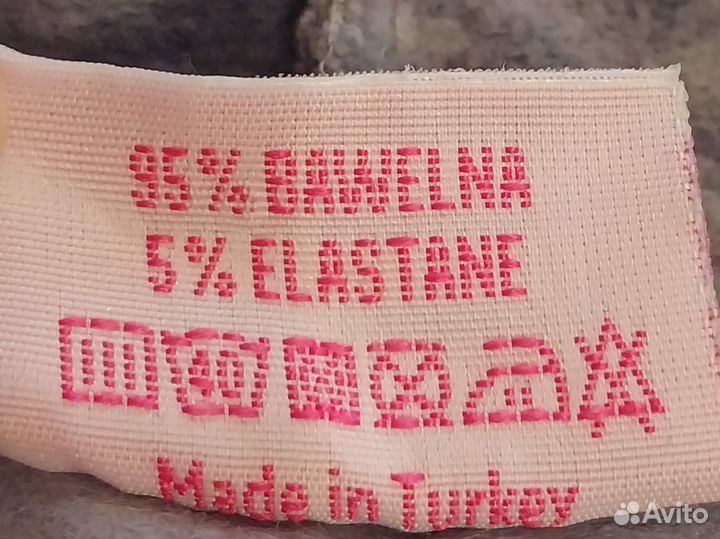 95% BAWELNA
5% ELASTANE
Made in Turkey
Avito